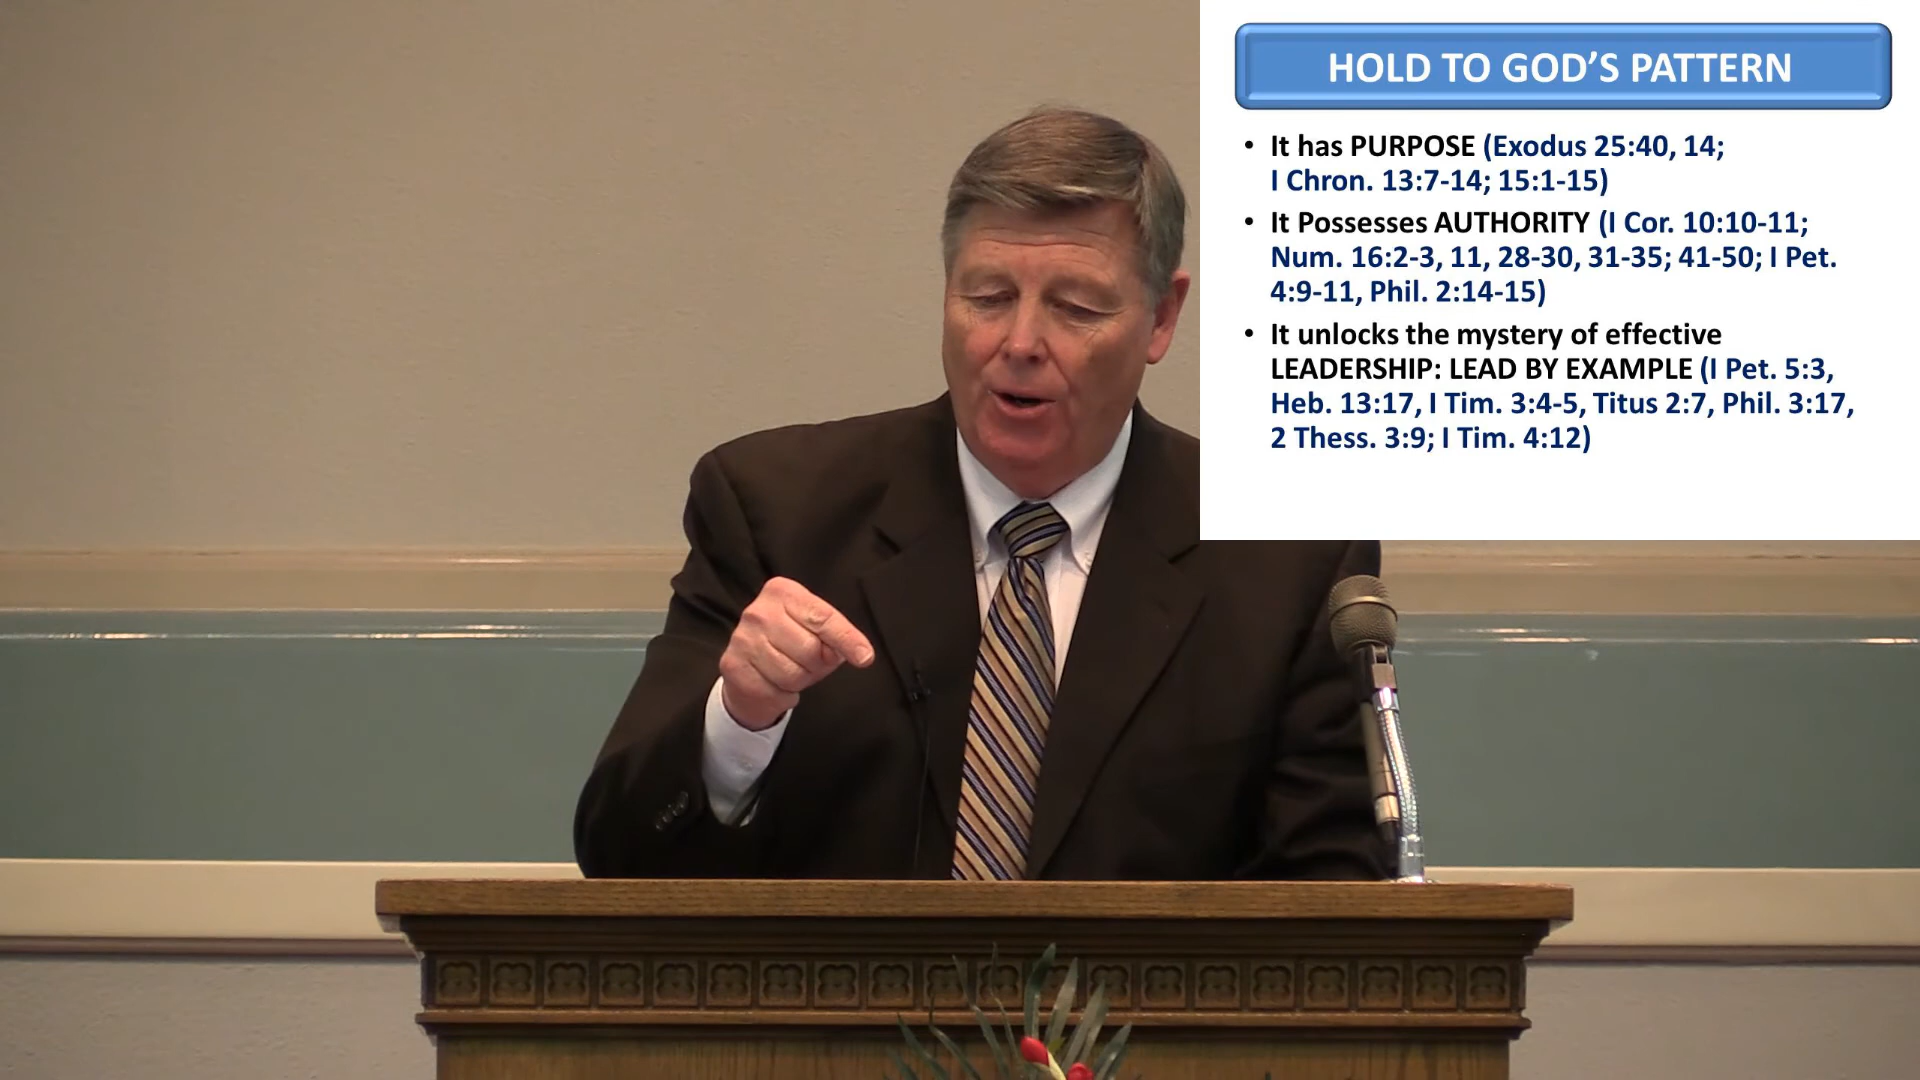 HOLD TO GOD’S PATTERN
• It has PURPOSE (Exodus 25:40, 14;
I Chron. 13:7-14; 15:1-15)
• It Possesses AUTHORITY (I Cor. 10:10-11;
Num. 16:2-3, 11, 28-30, 31-35; 41-50; I Pet.
4:9-11, Phil. 2:14-15)
• It unlocks the mystery of effective
LEADERSHIP: LEAD BY EXAMPLE (I Pet. 5:3,
Heb. 13:17, I Tim. 3:4-5, Titus 2:7, Phil. 3:17,
2 Thess. 3:9; I Tim. 4:12)